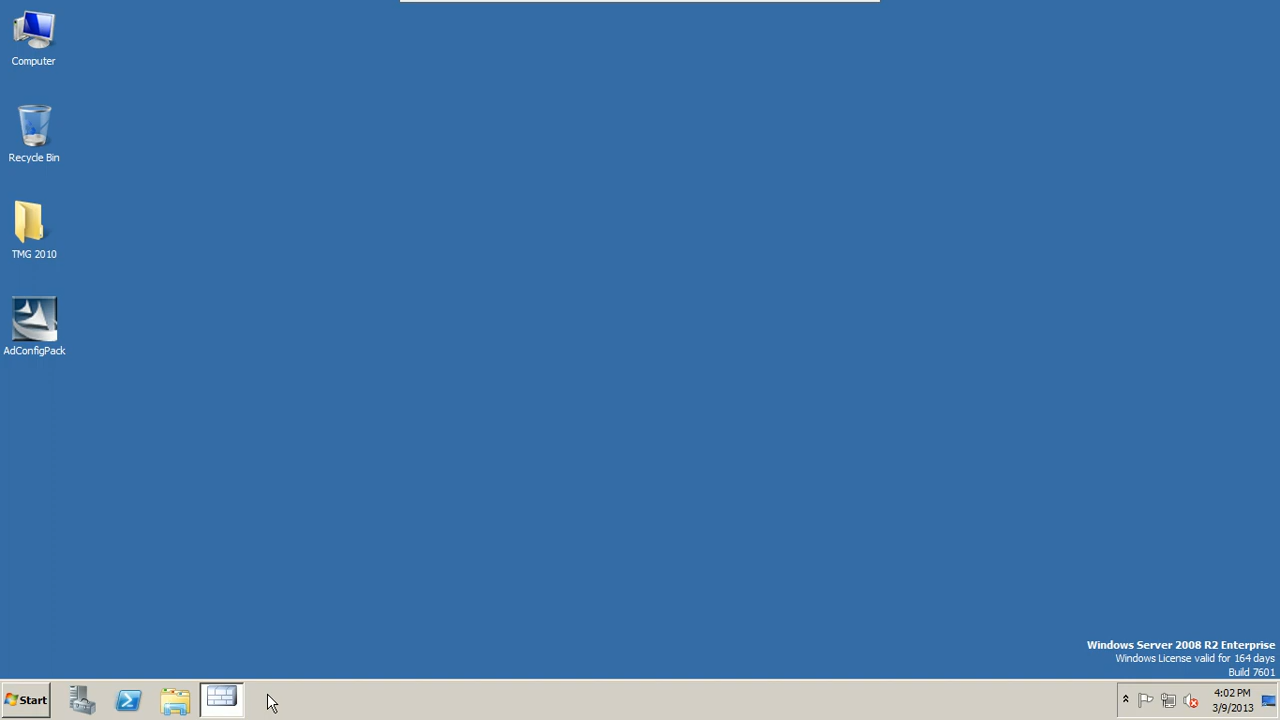 Computer
Recycle Bin
TMG 2010
AdConfigPack
Windows Server 2008 R2 Enterprise
Windows License valid for 164 days
Build 7601
Start
4:02 PM
3/9/2013